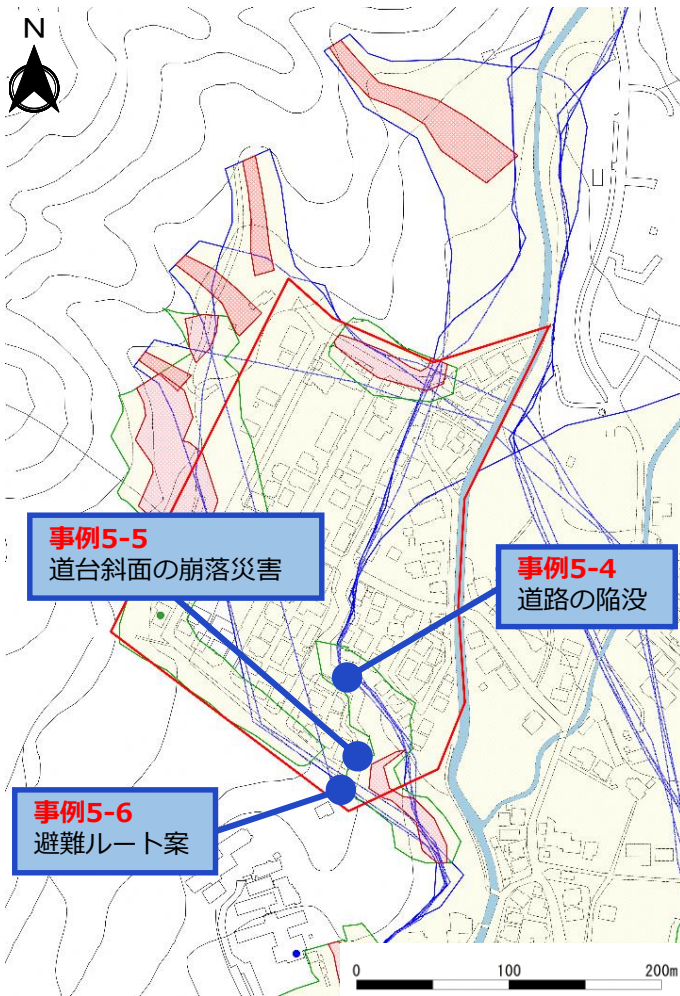 N
事例5-5
道台斜面の崩落災害
事例5-4
道路の陥没
事例5-6
避難ルート案
0 100 200m